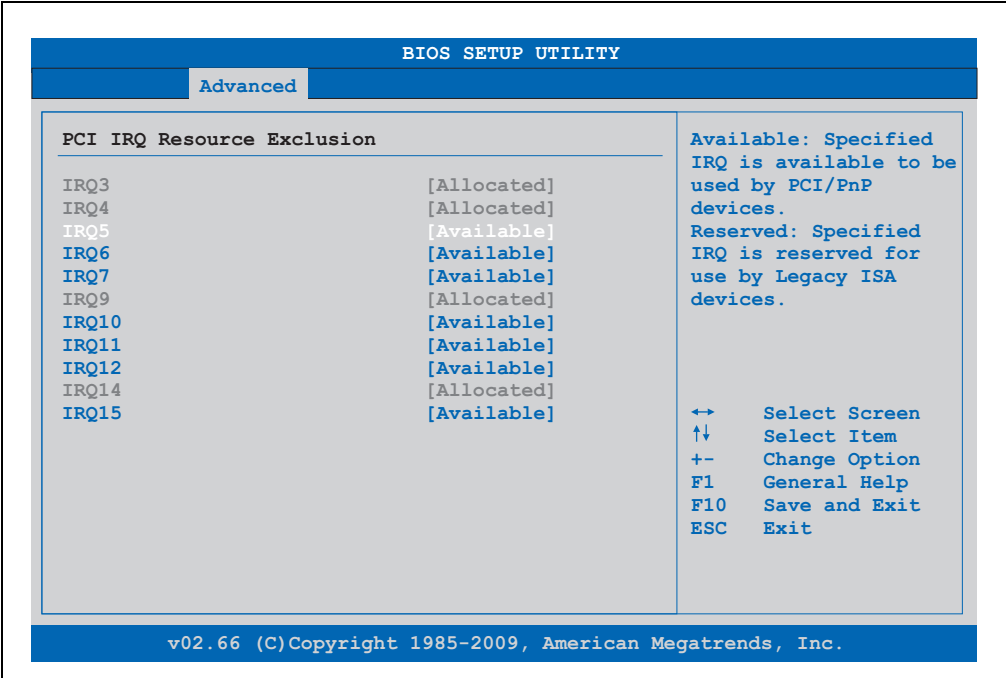 BIOS SETUP UTILITY
Advanced
PCI IRQ Resource Exclusion
IRQ3 [Allocated]
IRQ4 [Allocated]
IRQ5 [Available]
IRQ6 [Available]
IRQ7 [Available]
IRQ9 [Allocated]
IRQ10 [Available]
IRQ11 [Available]
IRQ12 [Available]
IRQ14 [Allocated]
IRQ15 [Available]
Available: Specified
IRQ is available to be
used by PCI/PnP
devices.
Reserved: Specified
IRQ is reserved for
use by Legacy ISA
devices.
↔ Select Screen
↑↓ Select Item
+- Change Option
F1 General Help
F10 Save and Exit
ESC Exit
v02.66 (C)Copyright 1985-2009, American Megatrends, Inc.